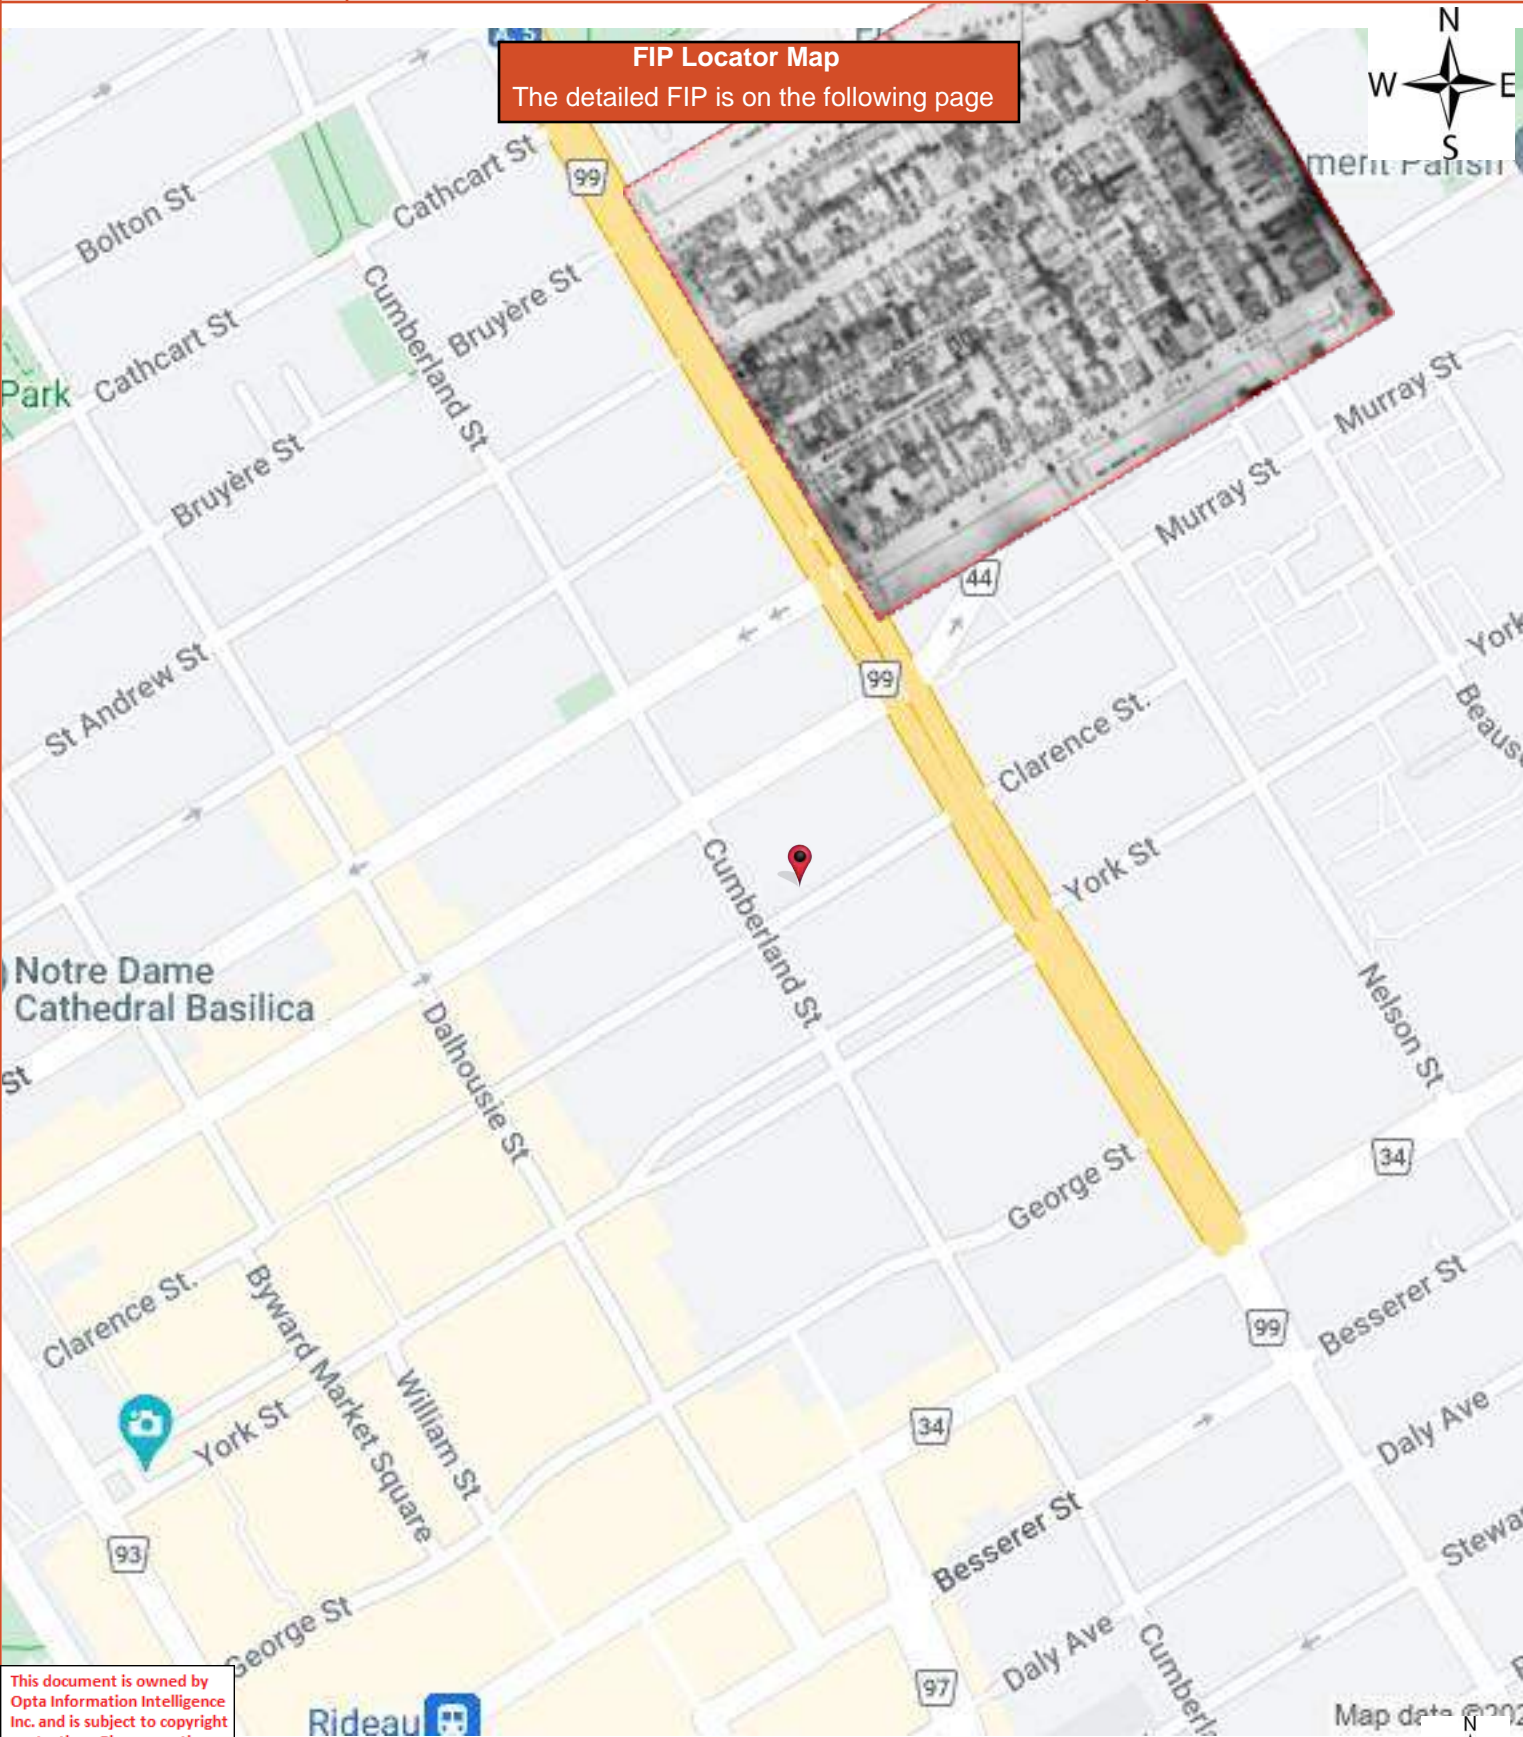 FIP Locator Map
The detailed FIP is on the following page
N
W
E
S
ment Parish
99
Cathcart St
Bolton St
Cumberland St
Bruyère St
Cathcart St
Park
Murray St
Bruyère St
Murray St
44
York
St Andrew St
99
Clarence St.
York St
Cumberland St
Notre Dame
Cathedral Basilica
Nelson St
Dalhousie St
St
34
George St
Clarence St.
Byward Market Square
Besserer St
99
William St
York St
34
Daly Ave
Besserer St
93
George St
Daly Ave
Cumberla
97
This document is owned by
Opta Information Intelligence
Inc. and is subject to copyright
Rideau
Map data
N